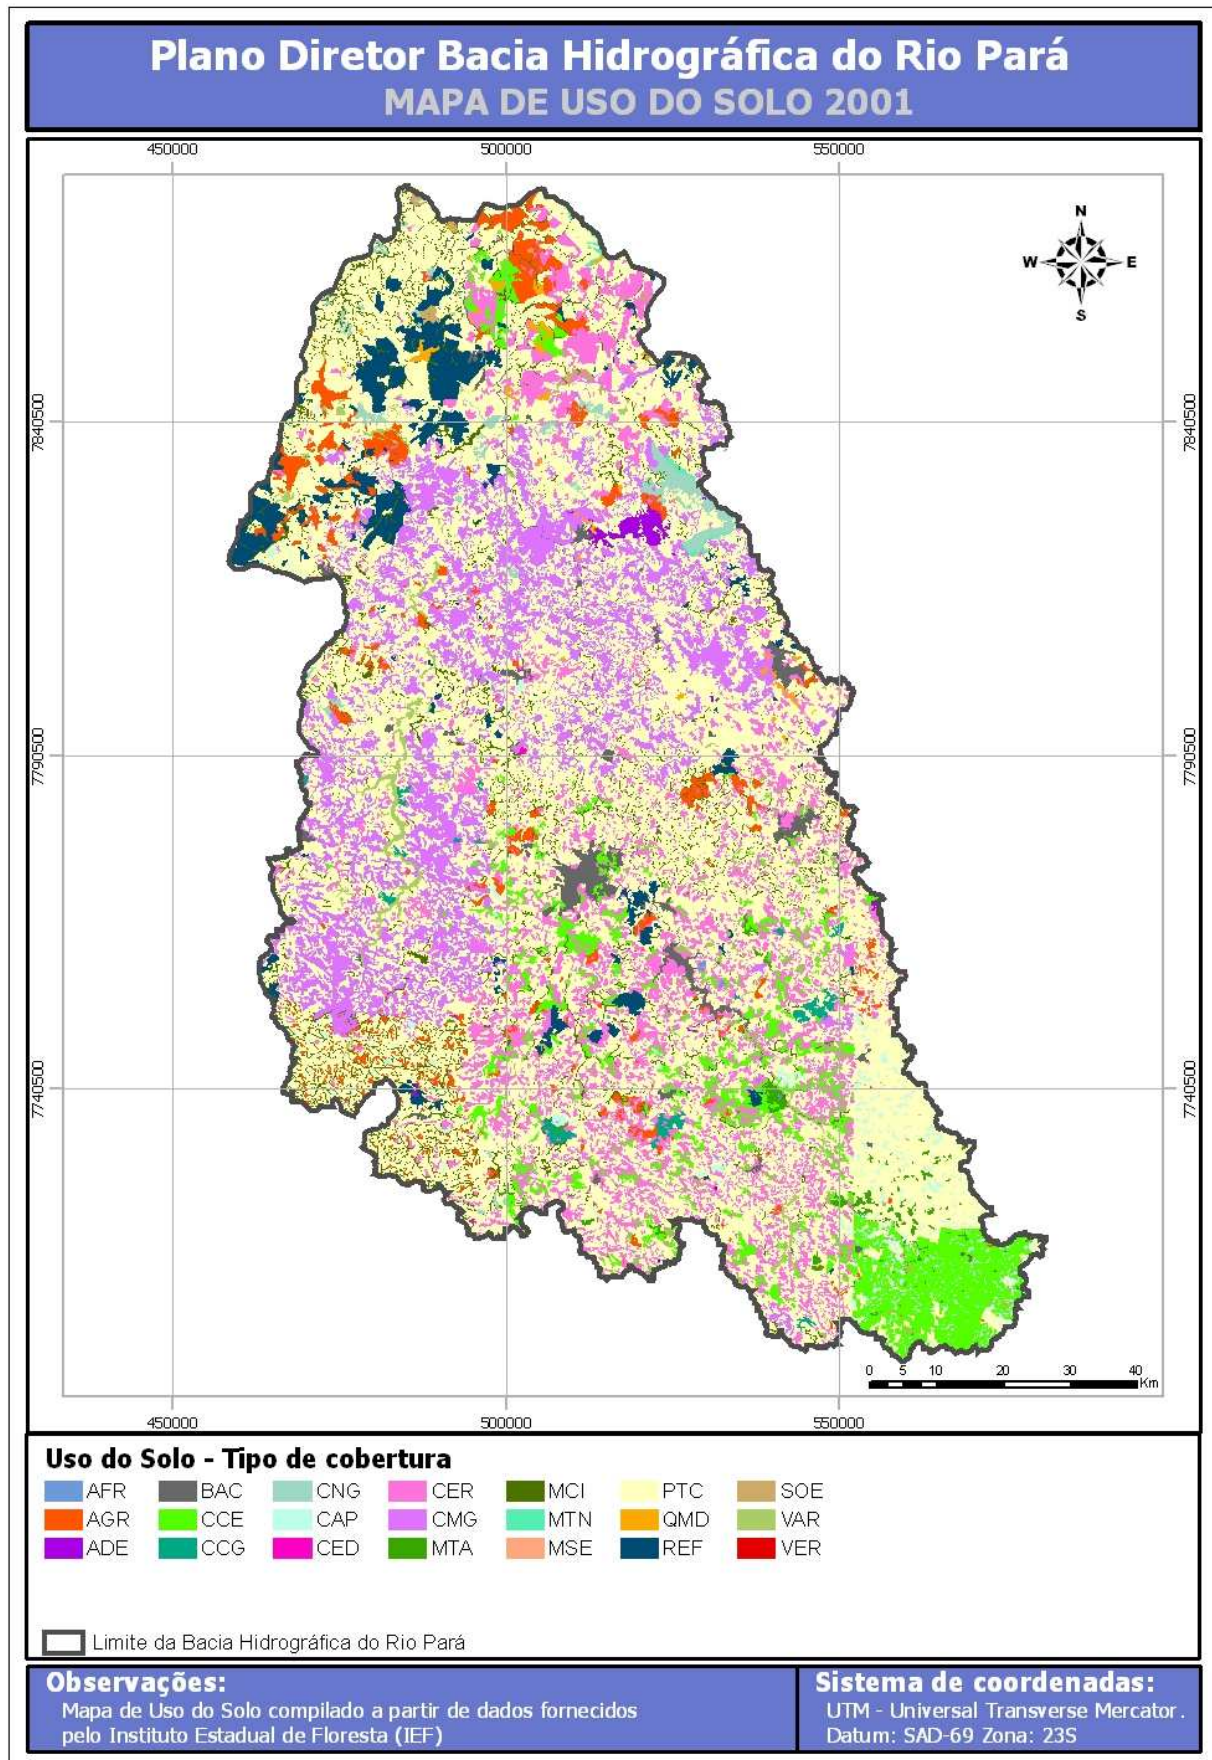 Plano Diretor Bacia Hidrográfica do Rio Pará
MAPA DE USO DO SOLO 2001
450000 500000 550000
N
W E
S
7840500 7840500
7790500 7790500
7740500 7740500
0 5 10 20 30 40
Km
450000 500000 550000
Uso do Solo - Tipo de cobertura
AFR BAC CNG CER MCI PTC SOE
AGR CCE CAP CMG MTN QMD VAR
ADE CCG CED MTA MSE REF VER
Limite da Bacia Hidrográfica do Rio Pará
Observações:
Mapa de Uso do Solo compilado a partir de dados fornecidos
pelo Instituto Estadual de Floresta (IEF)
Sistema de coordenadas:
UTM - Universal Transverse Mercator.
Datum: SAD-69 Zona: 23S